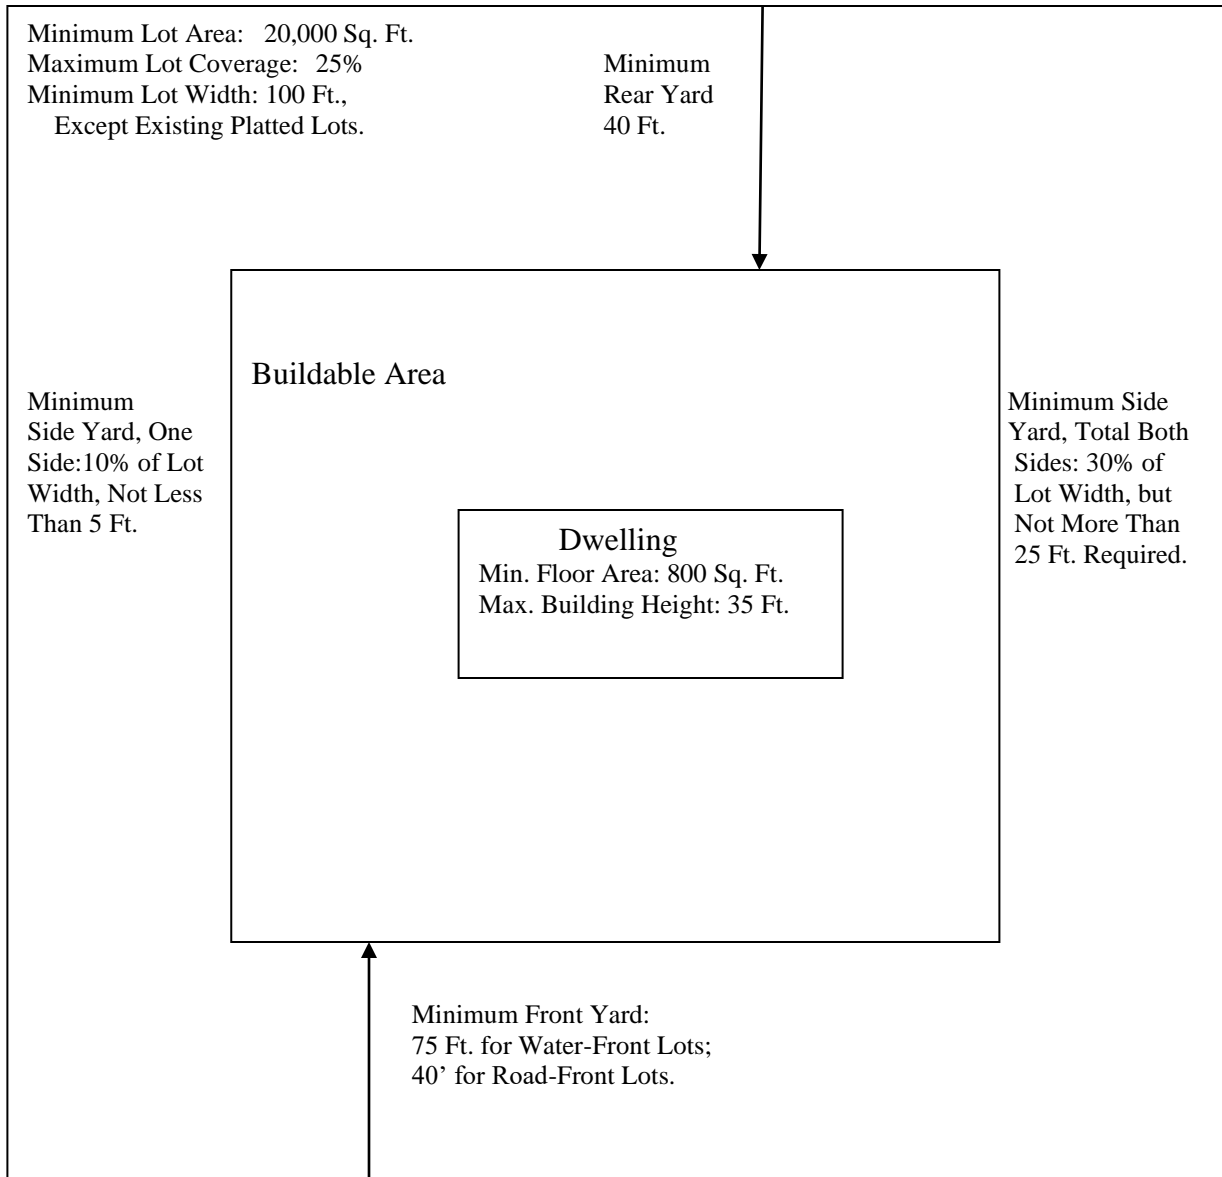 Minimum Lot Area: 20,000 Sq. Ft.
Maximum Lot Coverage: 25%
Minimum Lot Width: 100 Ft.,
Except Existing Platted Lots.
Minimum
Rear Yard
40 Ft.
Buildable Area
Minimum
Side Yard, One
Side:10% of Lot
Width, Not Less
Than 5 Ft.
Minimum Side
Yard, Total Both
Sides: 30% of
Lot Width, but
Not More Than
25 Ft. Required.
Dwelling
Min. Floor Area: 800 Sq. Ft.
Max. Building Height: 35 Ft.
Minimum Front Yard:
75 Ft. for Water-Front Lots;
40’ for Road-Front Lots.